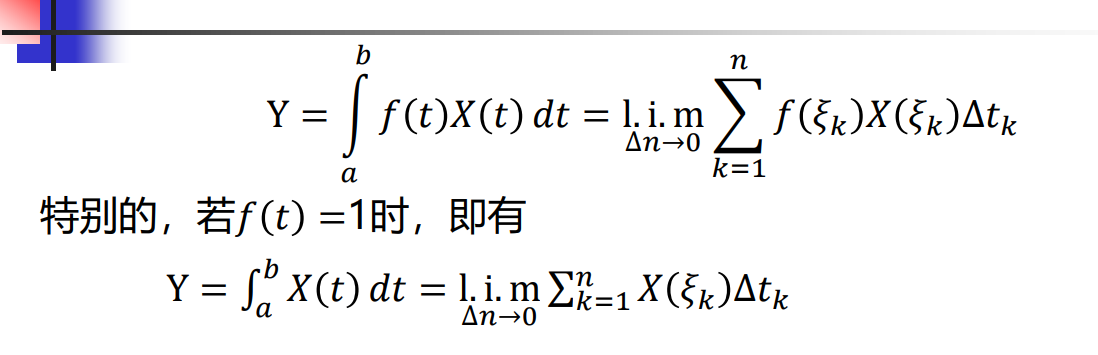 Y = ∫_a^b f(t)X(t) dt = l.i.m_{Δn→0} ∑_{k=1}^n f(ξ_k)X(ξ_k)Δt_k
特别的，若f(t) =1时，即有
Y = ∫_a^b X(t) dt = l.i.m_{Δn→0} ∑_{k=1}^n X(ξ_k)Δt_k